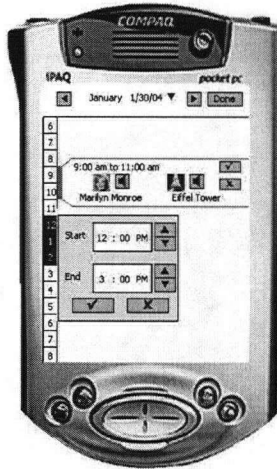 COMPAQ
iPAQ pocket pc
January 1/30/04 Done
6
7
8
9:00 am to 11:00 am
9
10
Marilyn Monroe Eiffel Tower
11
12
Start 12 : 00 PM
1
2
3
End 3 : 00 PM
4
5
6
7
8